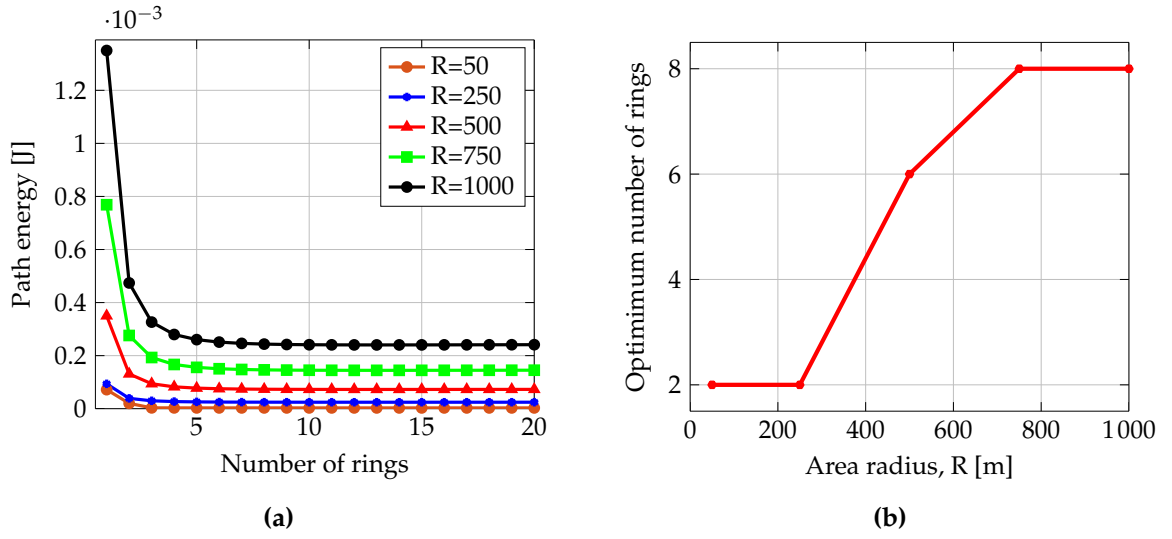 ·10⁻³
1.2
1
0.8
0.6
0.4
0.2
0
5
10
15
20
Path energy [J]
Number of rings
R=50
R=250
R=500
R=750
R=1000
(a)
8
6
4
2
0
200
400
600
800
1000
Optimimum number of rings
Area radius, R [m]
(b)